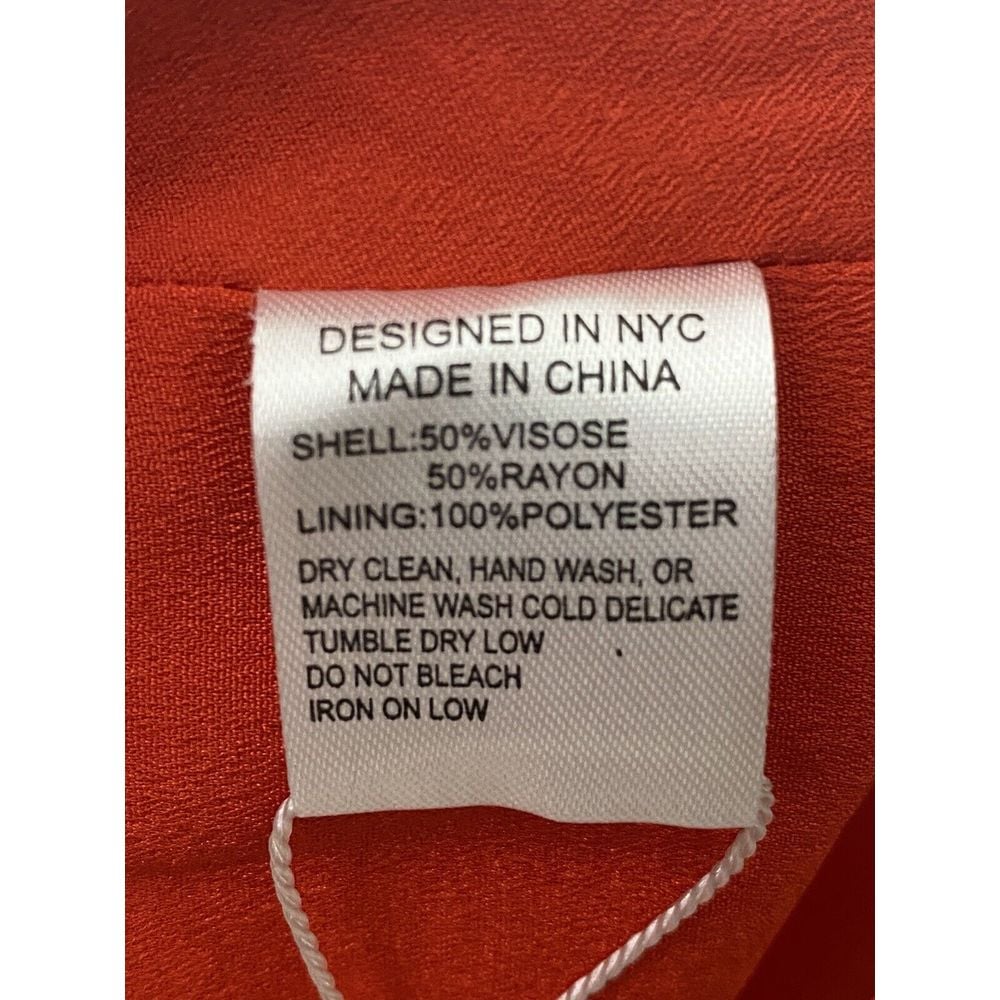 DESIGNED IN NYC
MADE IN CHINA
SHELL:50%VISOSE
50%RAYON
LINING:100%POLYESTER
DRY CLEAN, HAND WASH, OR
MACHINE WASH COLD DELICATE
TUMBLE DRY LOW
DO NOT BLEACH
IRON ON LOW